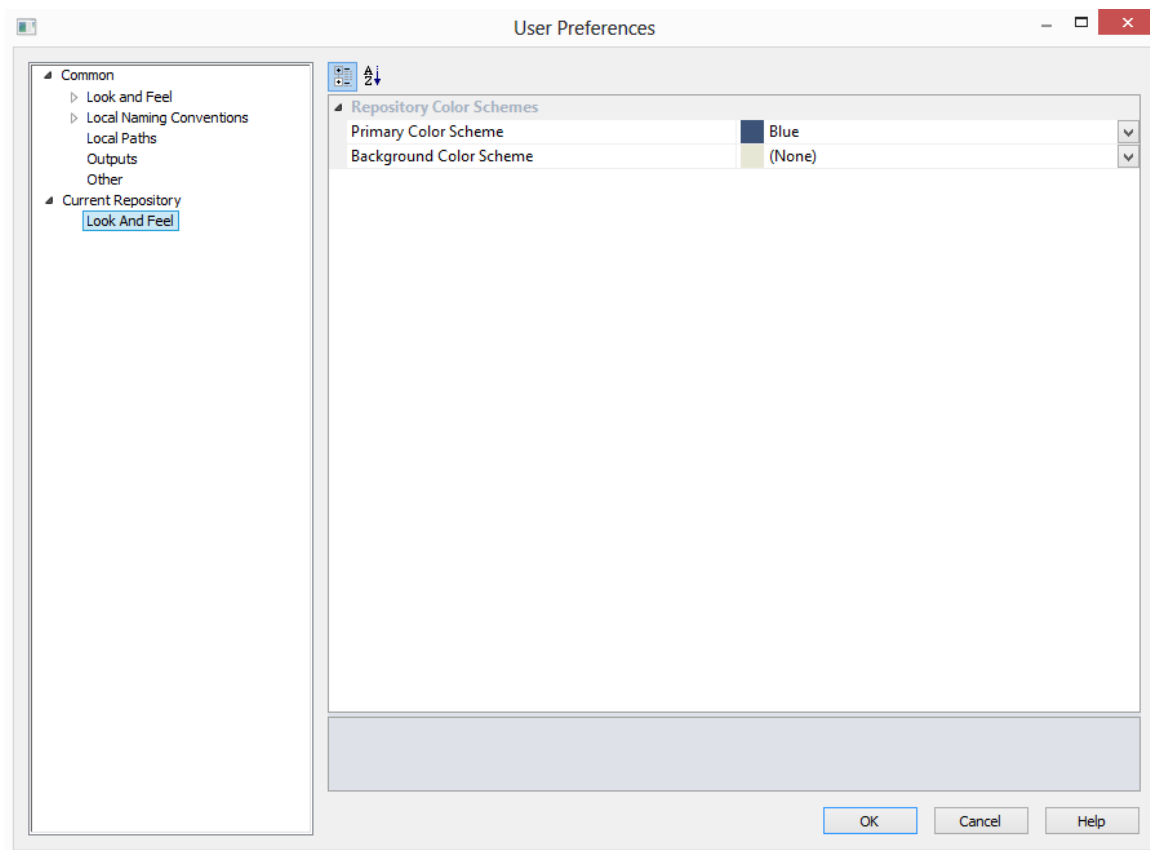 User Preferences
Common
Look and Feel
Local Naming Conventions
Local Paths
Outputs
Other
Current Repository
Look And Feel
A
Z
Repository Color Schemes
Primary Color Scheme Blue
Background Color Scheme (None)
OK Cancel Help